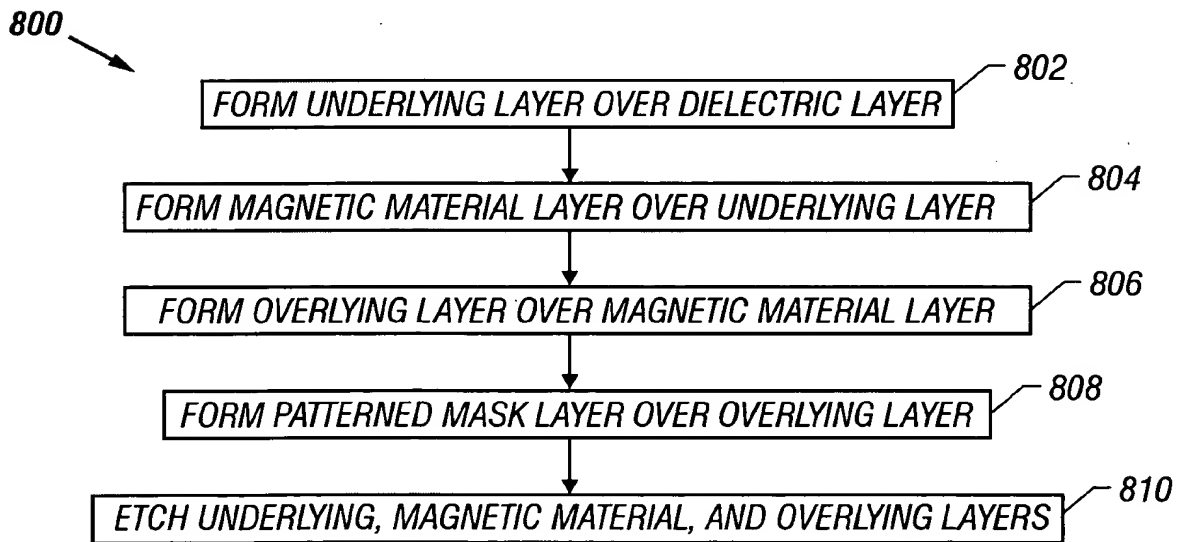 800
802
FORM UNDERLYING LAYER OVER DIELECTRIC LAYER
804
FORM MAGNETIC MATERIAL LAYER OVER UNDERLYING LAYER
806
FORM OVERLYING LAYER OVER MAGNETIC MATERIAL LAYER
808
FORM PATTERNED MASK LAYER OVER OVERLYING LAYER
810
ETCH UNDERLYING, MAGNETIC MATERIAL, AND OVERLYING LAYERS